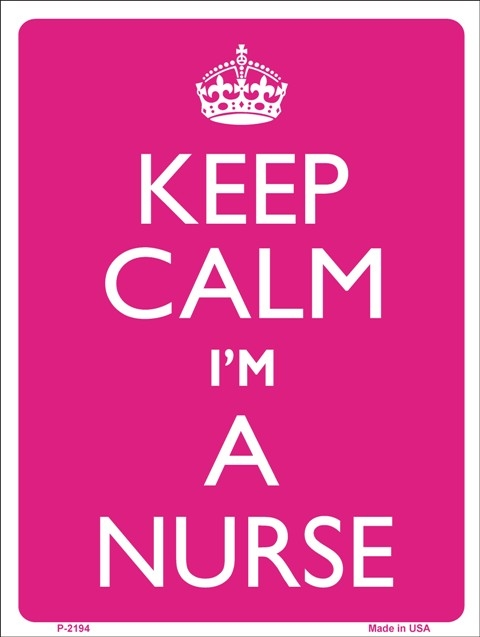 KEEP
CALM
I'M
A
NURSE
P-2194
Made in USA